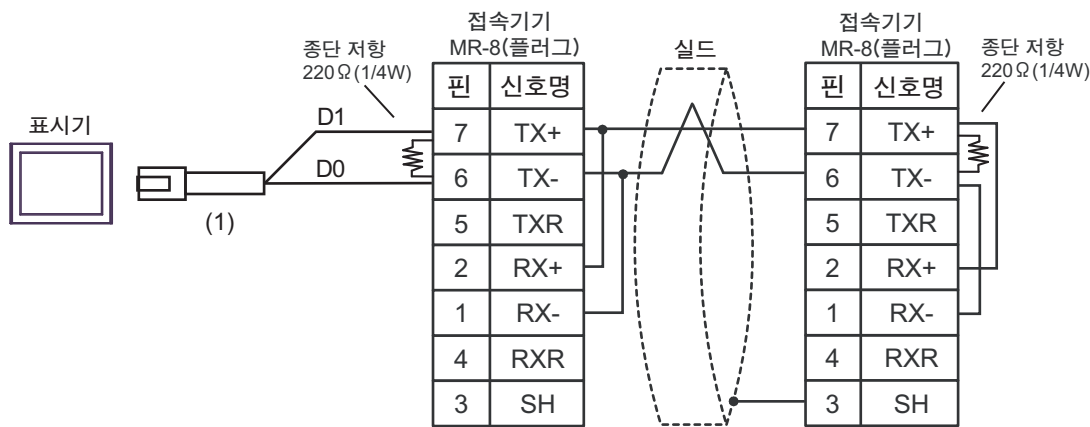 표시기
(1)
D1
D0
종단 저항
220Ω(1/4W)
접속기기
MR-8(플러그)
핀 신호명
7 TX+
6 TX-
5 TXR
2 RX+
1 RX-
4 RXR
3 SH
실드
접속기기
MR-8(플러그)
핀 신호명
7 TX+
6 TX-
5 TXR
2 RX+
1 RX-
4 RXR
3 SH
종단 저항
220Ω(1/4W)